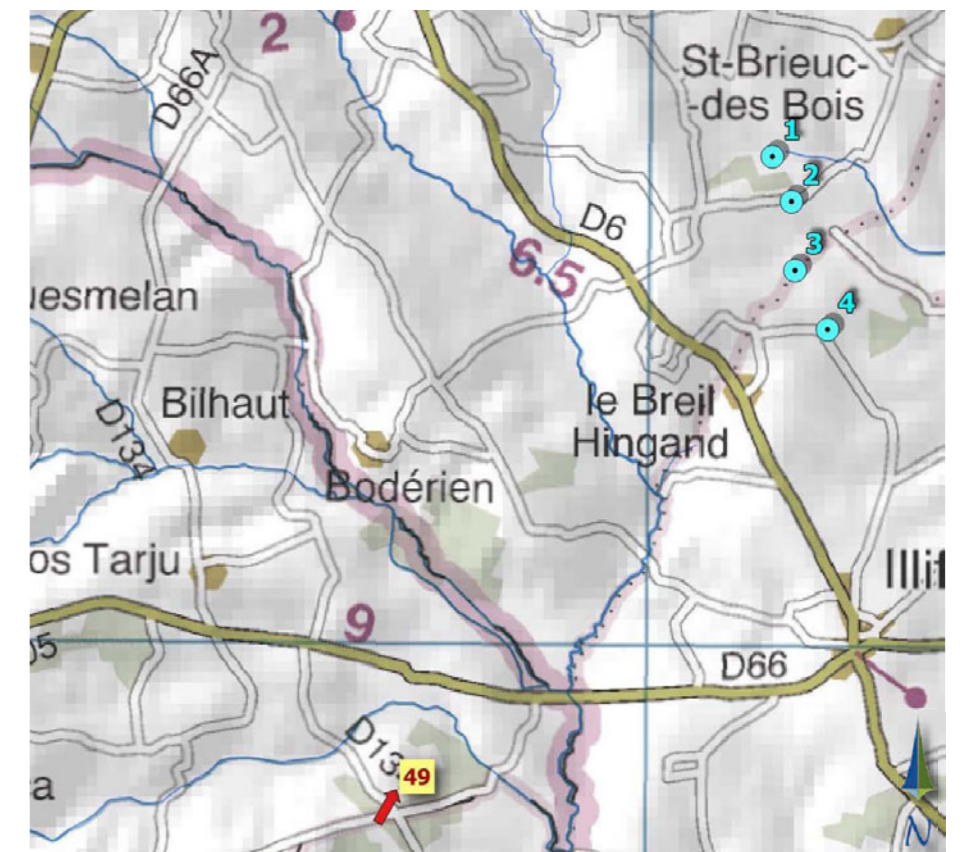 2
D66A
St-Brieuc-
-des Bois
1
2
D6
3
6.5
uesmelan
4
Bilhaut
le Breil
Hingand
D134
Bodérien
os Tarju
Illif
9
05
D66
D13
49
a
N